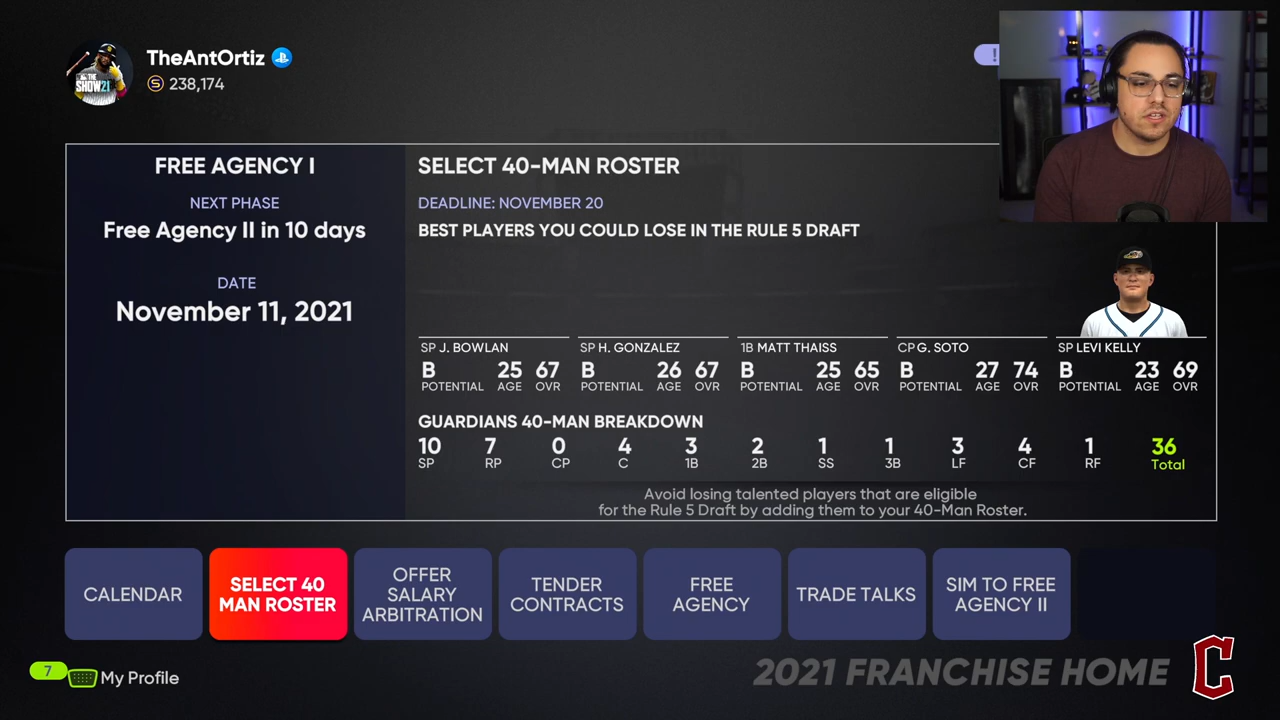 TheAntOrtiz
238,174
THE
SHOW21
!
FREE AGENCY I
NEXT PHASE
Free Agency II in 10 days
DATE
November 11, 2021
SELECT 40-MAN ROSTER
DEADLINE: NOVEMBER 20
BEST PLAYERS YOU COULD LOSE IN THE RULE 5 DRAFT
SP J. BOWLAN
B 25 67
POTENTIAL AGE OVR
SP H. GONZALEZ
B 26 67
POTENTIAL AGE OVR
1B MATT THAISS
B 25 65
POTENTIAL AGE OVR
CP G. SOTO
B 27 74
POTENTIAL AGE OVR
SP LEVI KELLY
B 23 69
POTENTIAL AGE OVR
GUARDIANS 40-MAN BREAKDOWN
10 7 0 4 3 2 1 1 3 4 1 36
SP RP CP C 1B 2B SS 3B LF CF RF Total
Avoid losing talented players that are eligible
for the Rule 5 Draft by adding them to your 40-Man Roster.
CALENDAR
SELECT 40
MAN ROSTER
OFFER
SALARY
ARBITRATION
TENDER
CONTRACTS
FREE
AGENCY
TRADE TALKS
SIM TO FREE
AGENCY II
7 My Profile
2021 FRANCHISE HOME
C